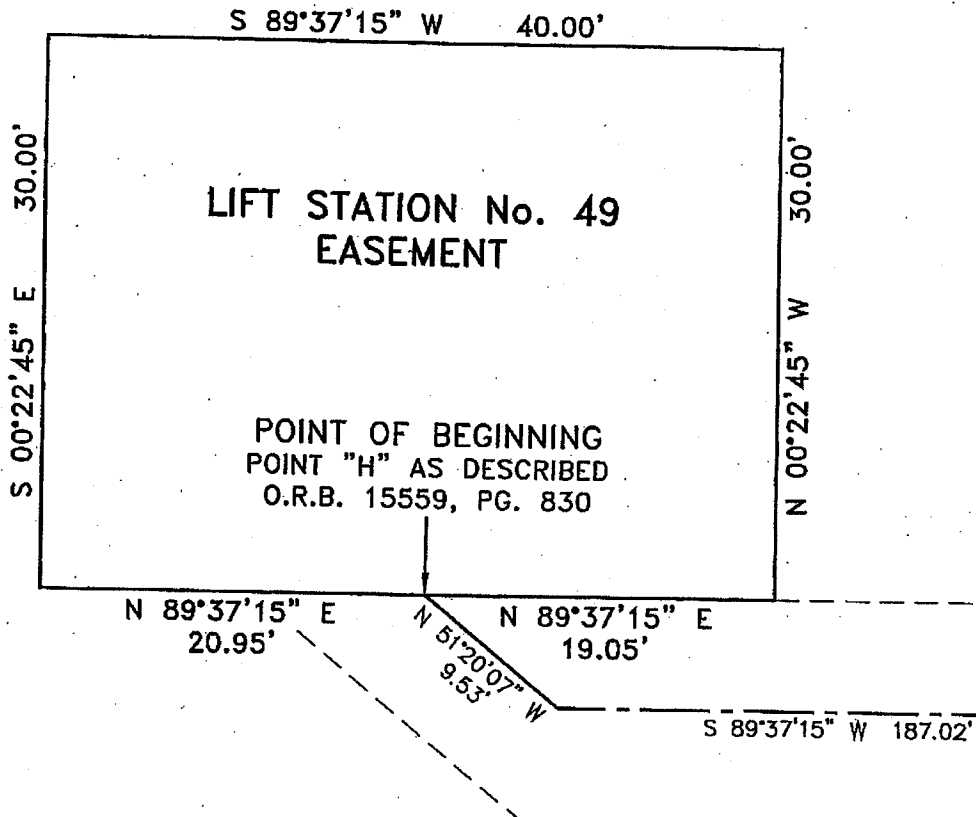 S 89°37'15" W 40.00'
S 00°22'45" E 30.00'
N 00°22'45" W 30.00'
LIFT STATION No. 49
EASEMENT
POINT OF BEGINNING
POINT "H" AS DESCRIBED
O.R.B. 15559, PG. 830
N 89°37'15" E
20.95'
N 51°20'07" W
9.53'
N 89°37'15" E
19.05'
S 89°37'15" W 187.02'